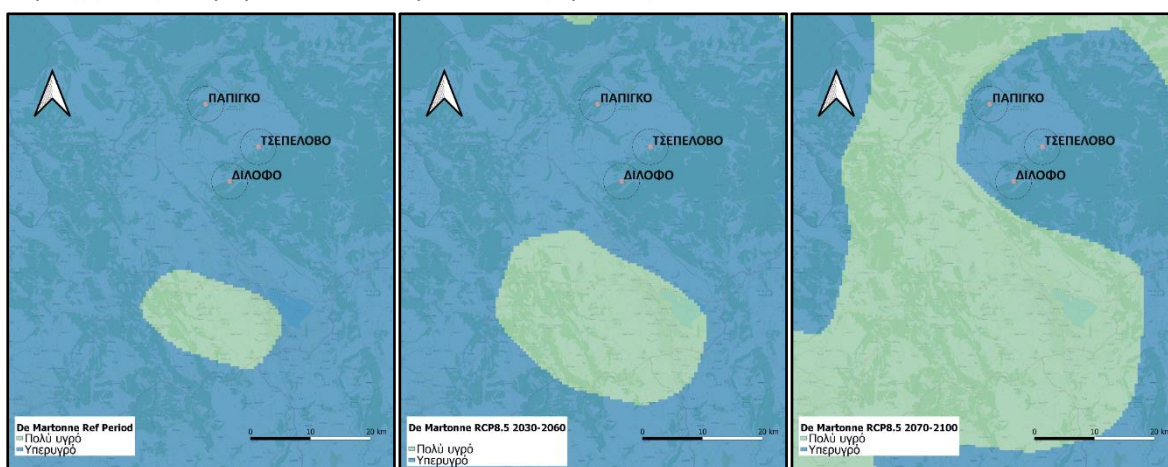 ΠΑΠΙΓΚΟ
ΤΣΕΠΕΛΟΒΟ
ΔΙΛΟΦΟ
De Martonne Ref Period
Πολύ υγρό
Υπερυγρό
0 10 20 km
ΠΑΠΙΓΚΟ
ΤΣΕΠΕΛΟΒΟ
ΔΙΛΟΦΟ
De Martonne RCP8.5 2030-2060
Πολύ υγρό
Υπερυγρό
0 10 20 km
ΠΑΠΙΓΚΟ
ΤΣΕΠΕΛΟΒΟ
ΔΙΛΟΦΟ
De Martonne RCP8.5 2070-2100
Πολύ υγρό
Υπερυγρό
0 10 20 km